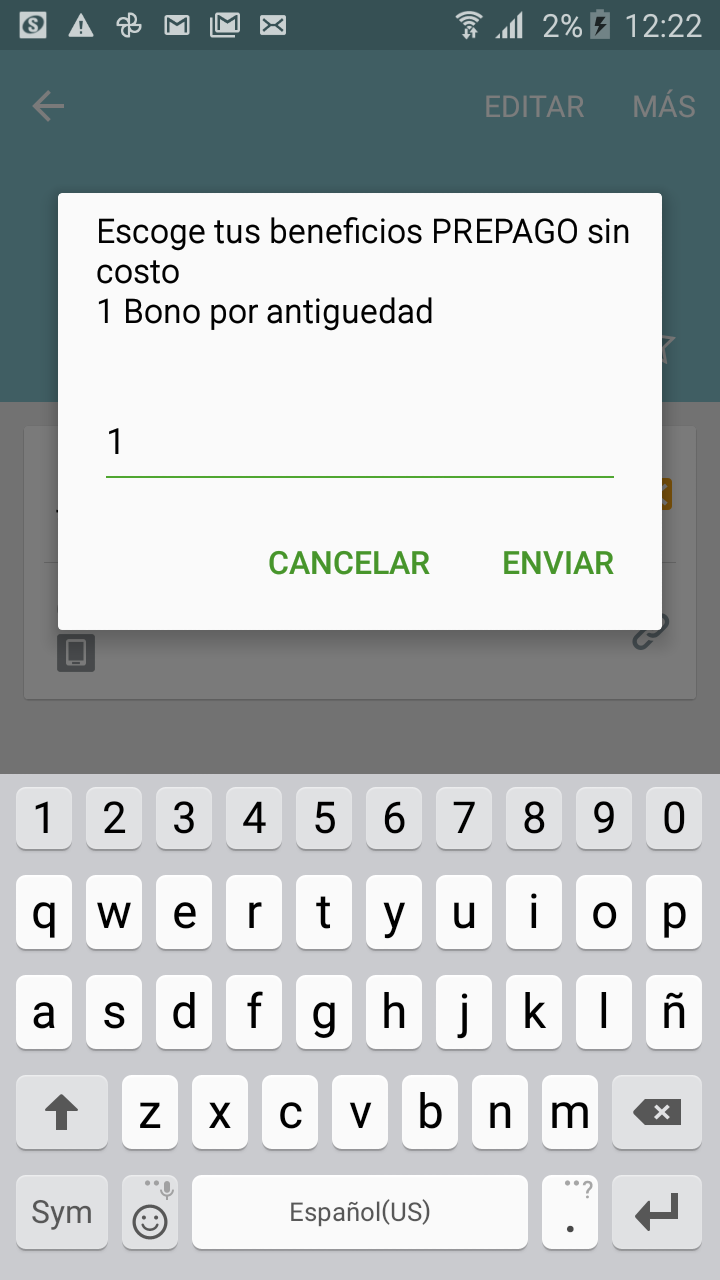 2% 12:22
EDITAR MÁS
Escoge tus beneficios PREPAGO sin
costo
1 Bono por antiguedad
1
CANCELAR ENVIAR
1 2 3 4 5 6 7 8 9 0
q w e r t y u i o p
a s d f g h j k l ñ
z x c v b n m
Sym Español(US) . ?